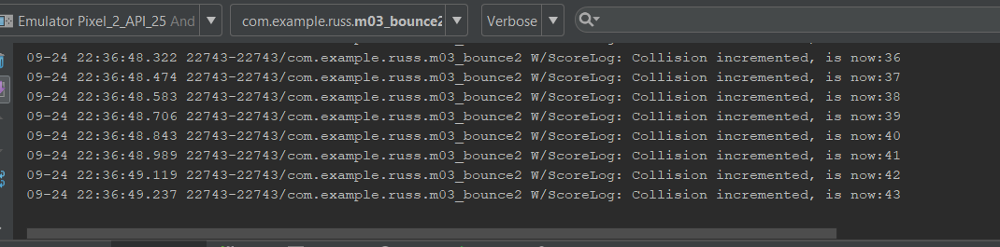 Emulator Pixel_2_API_25 And
com.example.russ.m03_bounce2
Verbose
09-24 22:36:48.322 22743-22743/com.example.russ.m03_bounce2 W/ScoreLog: Collision incremented, is now:36
09-24 22:36:48.474 22743-22743/com.example.russ.m03_bounce2 W/ScoreLog: Collision incremented, is now:37
09-24 22:36:48.583 22743-22743/com.example.russ.m03_bounce2 W/ScoreLog: Collision incremented, is now:38
09-24 22:36:48.706 22743-22743/com.example.russ.m03_bounce2 W/ScoreLog: Collision incremented, is now:39
09-24 22:36:48.843 22743-22743/com.example.russ.m03_bounce2 W/ScoreLog: Collision incremented, is now:40
09-24 22:36:48.989 22743-22743/com.example.russ.m03_bounce2 W/ScoreLog: Collision incremented, is now:41
09-24 22:36:49.119 22743-22743/com.example.russ.m03_bounce2 W/ScoreLog: Collision incremented, is now:42
09-24 22:36:49.237 22743-22743/com.example.russ.m03_bounce2 W/ScoreLog: Collision incremented, is now:43